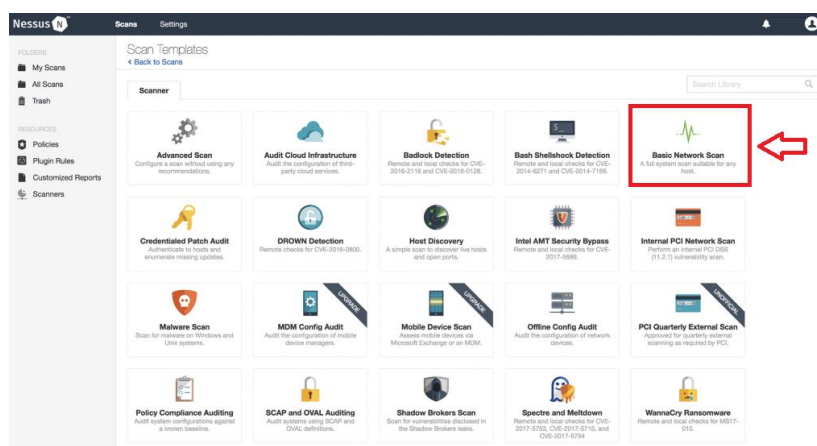 Nessus N
Scans Settings
FOLDERS
My Scans
All Scans
Trash
RESOURCES
Policies
Plugin Rules
Customized Reports
Scanners
Scan Templates
< Back to Scans
Scanner
Search Library
Advanced Scan
Configure a scan without using any
recommendations.
Audit Cloud Infrastructure
Audit the configuration of third-
party cloud services.
Badlock Detection
Remote and local checks for CVE-
2016-2118 and CVE-2016-0128.
Bash Shellshock Detection
Remote and local checks for CVE-
2014-6271 and CVE-2014-7169.
Basic Network Scan
A full system scan suitable for any
host.
Credentialed Patch Audit
Authenticate to hosts and
enumerate missing updates.
DROWN Detection
Remote checks for CVE-2016-0800.
Host Discovery
A simple scan to discover live hosts
and open ports.
Intel AMT Security Bypass
Remote and local checks for CVE-
2017-5689.
Internal PCI Network Scan
Perform an internal PCI DSS
(11.2.1) vulnerability scan.
Malware Scan
Scan for malware on Windows and
Unix systems.
UPGRADE
MDM Config Audit
Audit the configuration of mobile
device managers.
UPGRADE
Mobile Device Scan
Assess mobile devices via
Microsoft Exchange or an MDM.
Offline Config Audit
Audit the configuration of network
devices.
UNOFFICIAL
PCI Quarterly External Scan
Approved for quarterly external
scanning as required by PCI.
Policy Compliance Auditing
Audit system configurations against
a known baseline.
SCAP and OVAL Auditing
Audit systems using SCAP and
OVAL definitions.
Shadow Brokers Scan
Scan for vulnerabilities disclosed in
the Shadow Brokers leaks.
Spectre and Meltdown
Remote and local checks for CVE-
2017-5753, CVE-2017-5715, and
CVE-2017-5754
WannaCry Ransomware
Remote and local checks for MS17-
010.